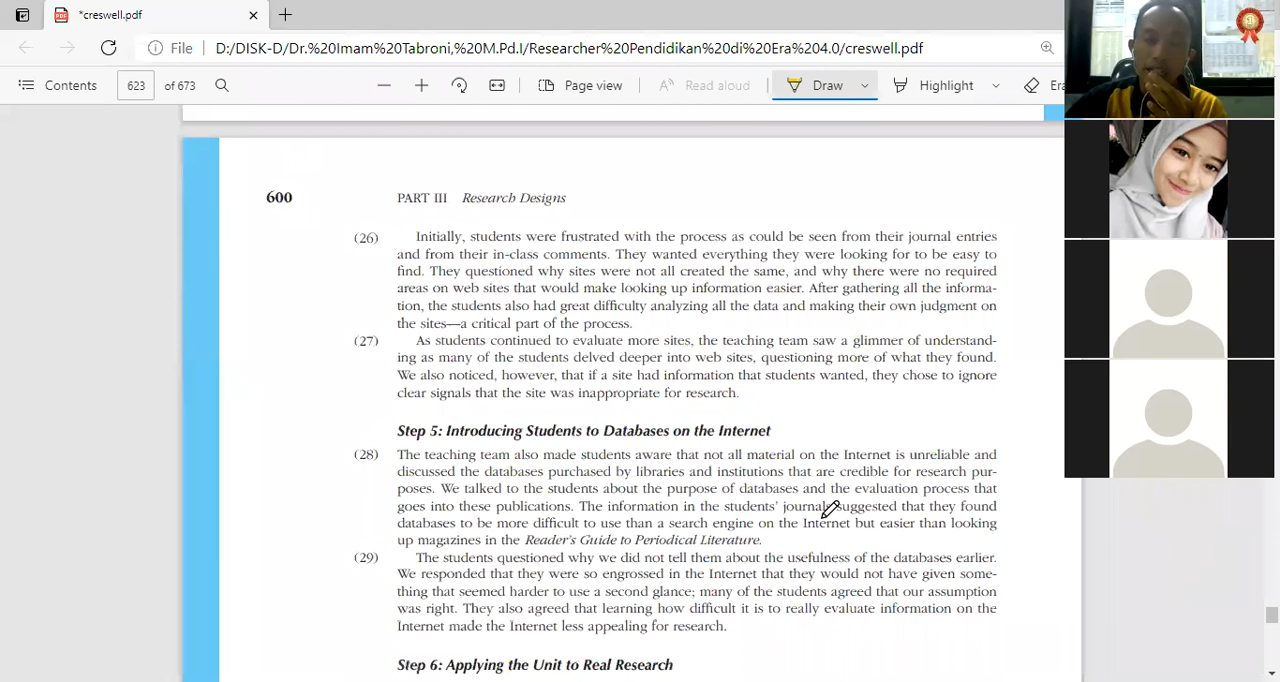 *creswell.pdf
File D:/DISK-D/Dr.%20Imam%20Tabroni,%20M.Pd.I/Researcher%20Pendidikan%20di%20Era%204.0/creswell.pdf
Contents 623 of 673 Page view Read aloud Draw Highlight Era
600 PART III Research Designs
(26) Initially, students were frustrated with the process as could be seen from their journal entries
and from their in-class comments. They wanted everything they were looking for to be easy to
find. They questioned why sites were not all created the same, and why there were no required
areas on web sites that would make looking up information easier. After gathering all the informa-
tion, the students also had great difficulty analyzing all the data and making their own judgment on
the sites—a critical part of the process.
(27) As students continued to evaluate more sites, the teaching team saw a glimmer of understand-
ing as many of the students delved deeper into web sites, questioning more of what they found.
We also noticed, however, that if a site had information that students wanted, they chose to ignore
clear signals that the site was inappropriate for research.
Step 5: Introducing Students to Databases on the Internet
(28) The teaching team also made students aware that not all material on the Internet is unreliable and
discussed the databases purchased by libraries and institutions that are credible for research pur-
poses. We talked to the students about the purpose of databases and the evaluation process that
goes into these publications. The information in the students' journals suggested that they found
databases to be more difficult to use than a search engine on the Internet but easier than looking
up magazines in the Reader's Guide to Periodical Literature.
(29) The students questioned why we did not tell them about the usefulness of the databases earlier.
We responded that they were so engrossed in the Internet that they would not have given some-
thing that seemed harder to use a second glance; many of the students agreed that our assumption
was right. They also agreed that learning how difficult it is to really evaluate information on the
Internet made the Internet less appealing for research.
Step 6: Applying the Unit to Real Research